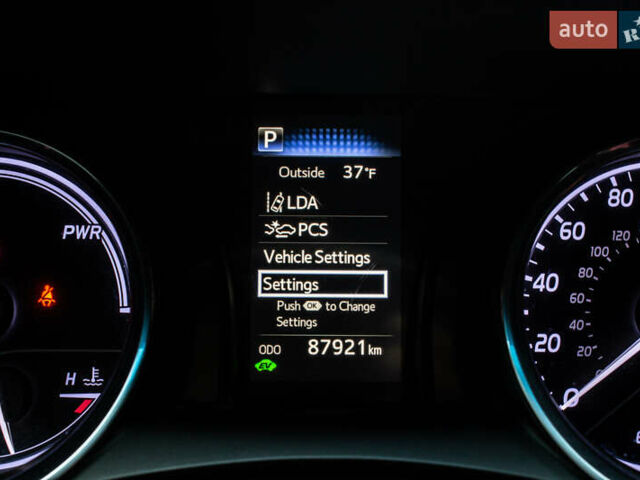 auto
P
Outside 37°F
LDA
PCS
Vehicle Settings
Settings
Push OK to Change
Settings
ODO 87921 km
EV
PWR
H
80
60
40
20
0
120
100
80
60
40
20